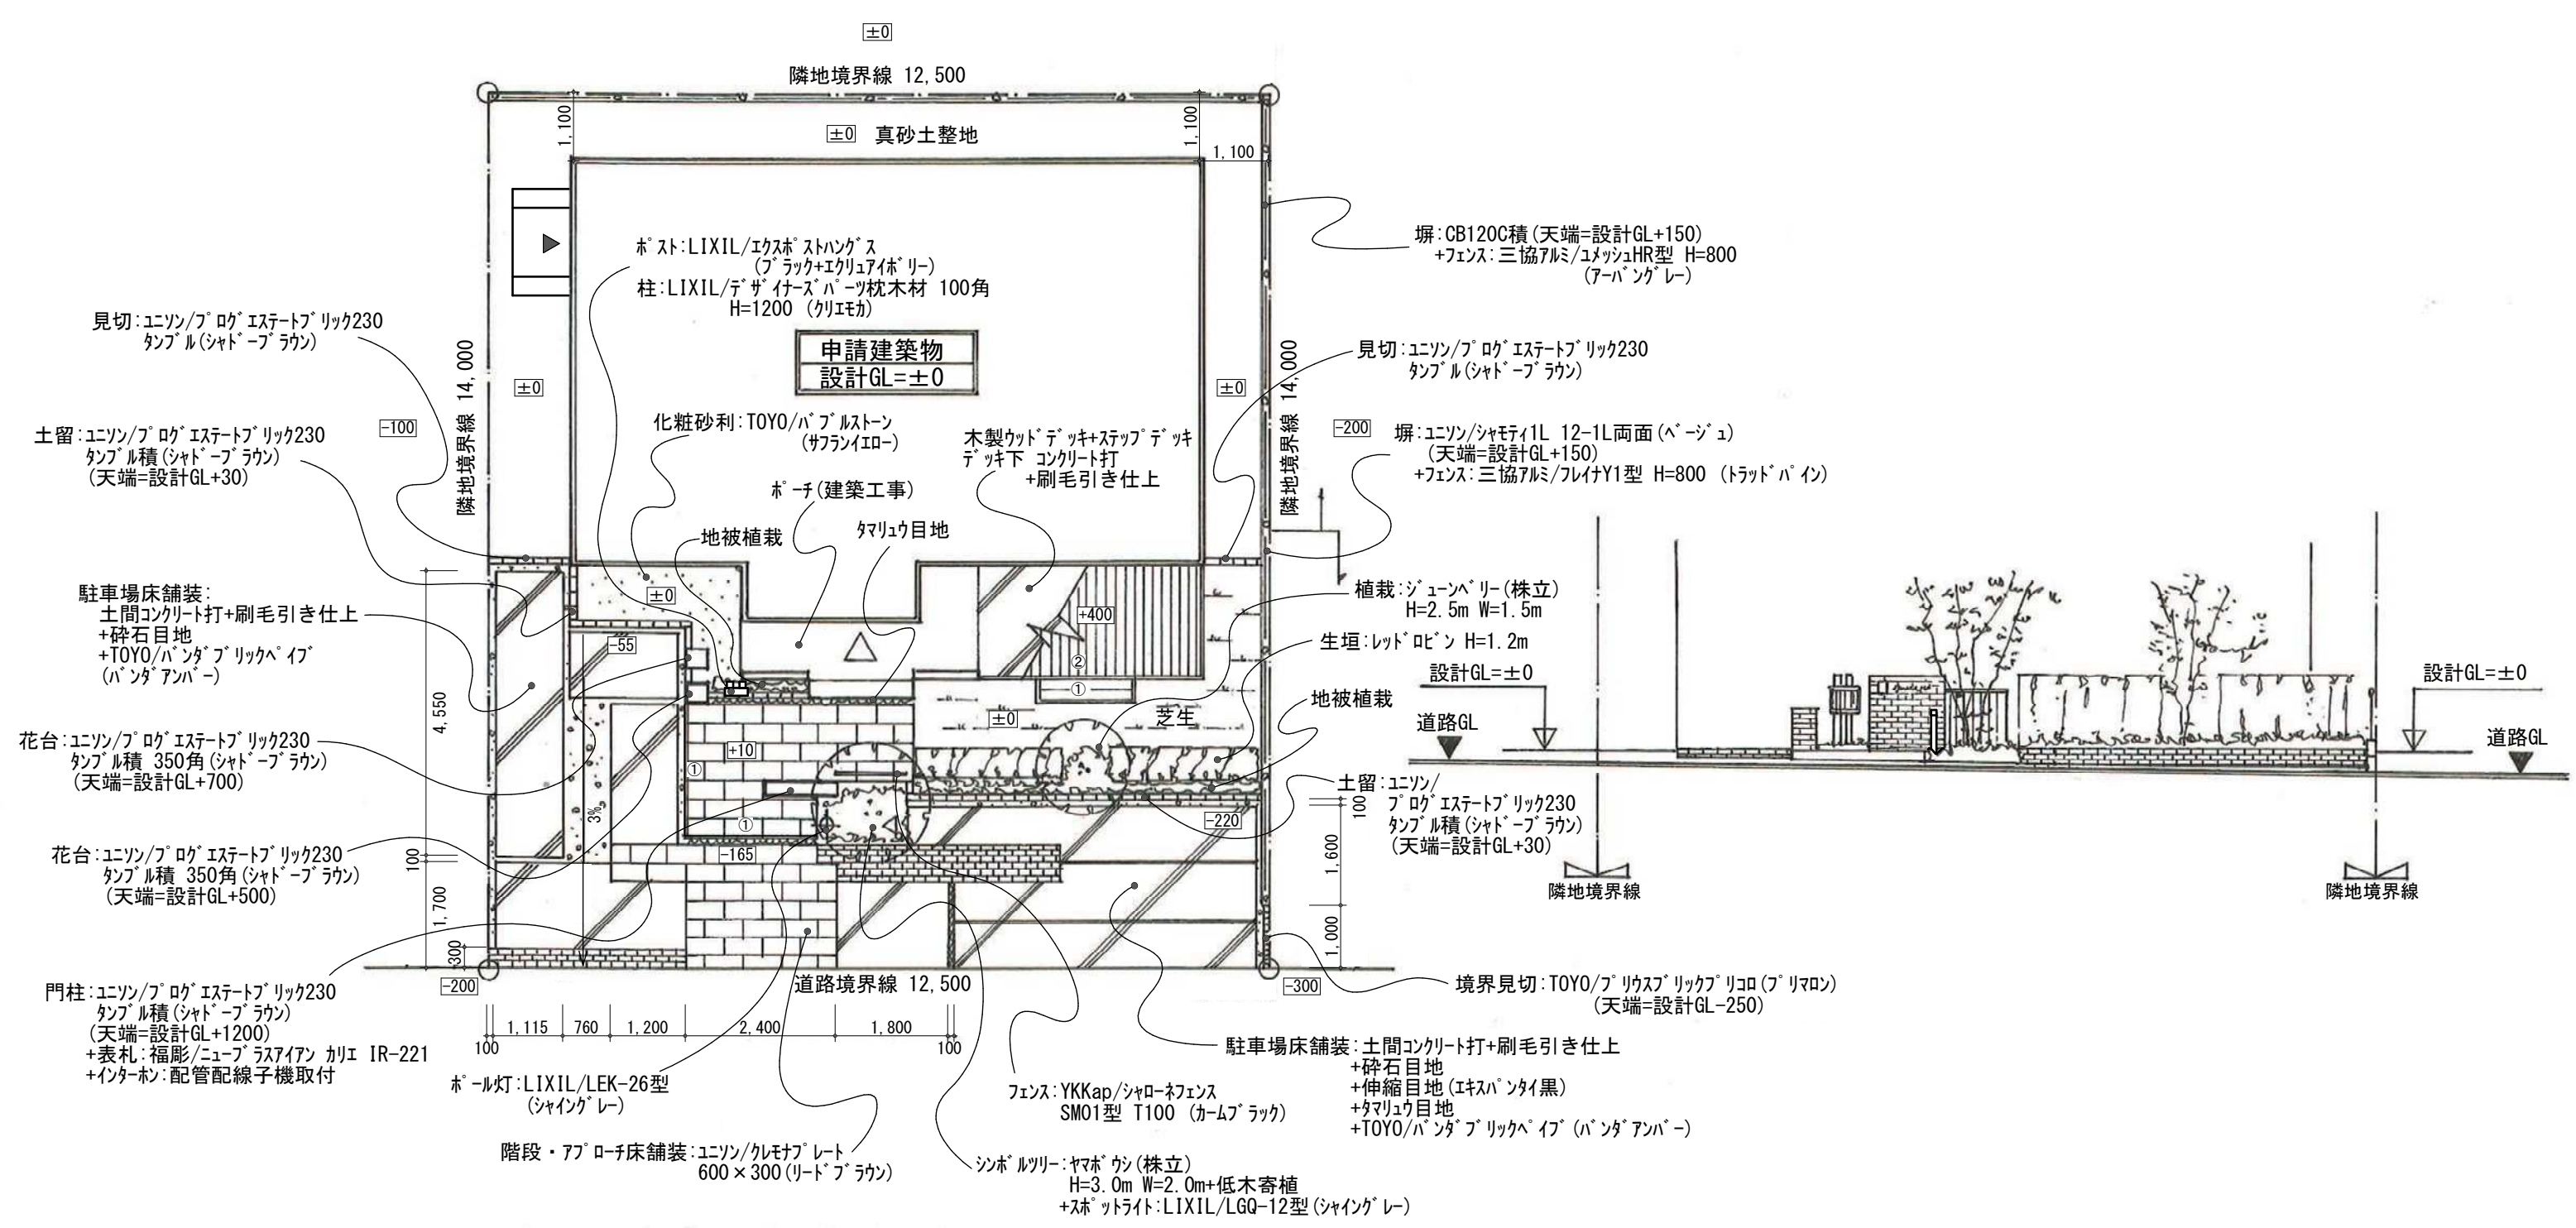 ±0
隣地境界線 12,500
1,100
±0 真砂土整地
1,100
1,100
ﾎﾟｽﾄ:LIXIL/ｴｸｽﾎﾟｽﾄﾊﾝｸﾞｽ
(ﾌﾞﾗｯｸ+ｴｸﾘｭｱｲﾎﾞﾘｰ)
柱:LIXIL/ﾃﾞｻﾞｲﾅｰｽﾞﾊﾟｰﾂ枕木材 100角
H=1200 (ｸﾘｴﾓｶ)
塀:CB120C積(天端=設計GL+150)
+ﾌｪﾝｽ:三協ｱﾙﾐ/ﾕﾒｯｼｭHR型 H=800
(ｱｰﾊﾞﾝｸﾞﾚｰ)
見切:ﾕﾆｿﾝ/ﾌﾟﾛｸﾞｴｽﾃｰﾄﾌﾞﾘｯｸ230
ﾀﾝﾌﾞﾙ(ｼｬﾄﾞｰﾌﾞﾗｳﾝ)
申請建築物
設計GL=±0
見切:ﾕﾆｿﾝ/ﾌﾟﾛｸﾞｴｽﾃｰﾄﾌﾞﾘｯｸ230
ﾀﾝﾌﾞﾙ(ｼｬﾄﾞｰﾌﾞﾗｳﾝ)
隣地境界線 14,000
±0
±0
隣地境界線 14,000
-100
-200
土留:ﾕﾆｿﾝ/ﾌﾟﾛｸﾞｴｽﾃｰﾄﾌﾞﾘｯｸ230
ﾀﾝﾌﾞﾙ積(ｼｬﾄﾞｰﾌﾞﾗｳﾝ)
(天端=設計GL+30)
化粧砂利:TOYO/ﾊﾞﾌﾞﾙｽﾄｰﾝ
(ｻﾌﾗﾝｲｴﾛｰ)
木製ｳｯﾄﾞﾃﾞｯｷ+ｽﾃｯﾌﾟﾃﾞｯｷ
ﾃﾞｯｷ下 ｺﾝｸﾘｰﾄ打
+刷毛引き仕上
塀:ﾕﾆｿﾝ/ｼｬﾓﾃｨ1L 12-1L両面(ﾍﾞｰｼﾞｭ)
(天端=設計GL+150)
+ﾌｪﾝｽ:三協ｱﾙﾐ/ﾌﾚｲﾅY1型 H=800 (ﾄﾗｯﾄﾞﾊﾟｲﾝ)
ﾎﾟｰﾁ(建築工事)
地被植栽
ﾀﾏﾘｭｳ目地
駐車場床舗装:
土間ｺﾝｸﾘｰﾄ打+刷毛引き仕上
+砕石目地
+TOYO/ﾊﾞﾝﾀﾞﾌﾞﾘｯｸﾍﾟｲﾌﾞ
(ﾊﾞﾝﾀﾞｱﾝﾊﾞｰ)
±0
-55
+400
②
①
植栽:ｼﾞｭｰﾝﾍﾞﾘｰ(株立)
H=2.5m W=1.5m
生垣:ﾚｯﾄﾞﾛﾋﾞﾝ H=1.2m
地被植栽
設計GL=±0
道路GL
設計GL=±0
道路GL
4,550
±0
芝生
+10
①
①
花台:ﾕﾆｿﾝ/ﾌﾟﾛｸﾞｴｽﾃｰﾄﾌﾞﾘｯｸ230
ﾀﾝﾌﾞﾙ積 350角(ｼｬﾄﾞｰﾌﾞﾗｳﾝ)
(天端=設計GL+700)
3%
-220
-165
土留:ﾕﾆｿﾝ/
ﾌﾟﾛｸﾞｴｽﾃｰﾄﾌﾞﾘｯｸ230
ﾀﾝﾌﾞﾙ積(ｼｬﾄﾞｰﾌﾞﾗｳﾝ)
(天端=設計GL+30)
100
1,600
1,000
花台:ﾕﾆｿﾝ/ﾌﾟﾛｸﾞｴｽﾃｰﾄﾌﾞﾘｯｸ230
ﾀﾝﾌﾞﾙ積 350角(ｼｬﾄﾞｰﾌﾞﾗｳﾝ)
(天端=設計GL+500)
100
1,700
300
隣地境界線
隣地境界線
-200
道路境界線 12,500
-300
門柱:ﾕﾆｿﾝ/ﾌﾟﾛｸﾞｴｽﾃｰﾄﾌﾞﾘｯｸ230
ﾀﾝﾌﾞﾙ積(ｼｬﾄﾞｰﾌﾞﾗｳﾝ)
(天端=設計GL+1200)
+表札:福彫/ﾆｭｰﾌﾞﾗｽｱｲｱﾝ ｶﾘｴ IR-221
+ｲﾝﾀｰﾎﾝ:配管配線子機取付
境界見切:TOYO/ﾌﾟﾘｳｽﾌﾞﾘｯｸﾌﾟﾘｺﾛ(ﾌﾟﾘﾏﾛﾝ)
(天端=設計GL-250)
100
1,115
760
1,200
2,400
1,800
100
駐車場床舗装:土間ｺﾝｸﾘｰﾄ打+刷毛引き仕上
+砕石目地
+伸縮目地(ｴｷｽﾊﾟﾝﾀｲ黒)
+ﾀﾏﾘｭｳ目地
+TOYO/ﾊﾞﾝﾀﾞﾌﾞﾘｯｸﾍﾟｲﾌﾞ(ﾊﾞﾝﾀﾞｱﾝﾊﾞｰ)
ﾎﾟｰﾙ灯:LIXIL/LEK-26型
(ｼｬｲﾝｸﾞﾚｰ)
ﾌｪﾝｽ:YKKap/ｼｬﾛｰﾈﾌｪﾝｽ
SM01型 T100 (ｶｰﾑﾌﾞﾗｯｸ)
階段・ｱﾌﾟﾛｰﾁ床舗装:ﾕﾆｿﾝ/ｸﾚﾓﾅﾌﾟﾚｰﾄ
600×300(ﾘｰﾄﾞﾌﾞﾗｳﾝ)
ｼﾝﾎﾞﾙﾂﾘｰ:ﾔﾏﾎﾞｳｼ(株立)
H=3.0m W=2.0m+低木寄植
+ｽﾎﾟｯﾄﾗｲﾄ:LIXIL/LGQ-12型(ｼｬｲﾝｸﾞﾚｰ)